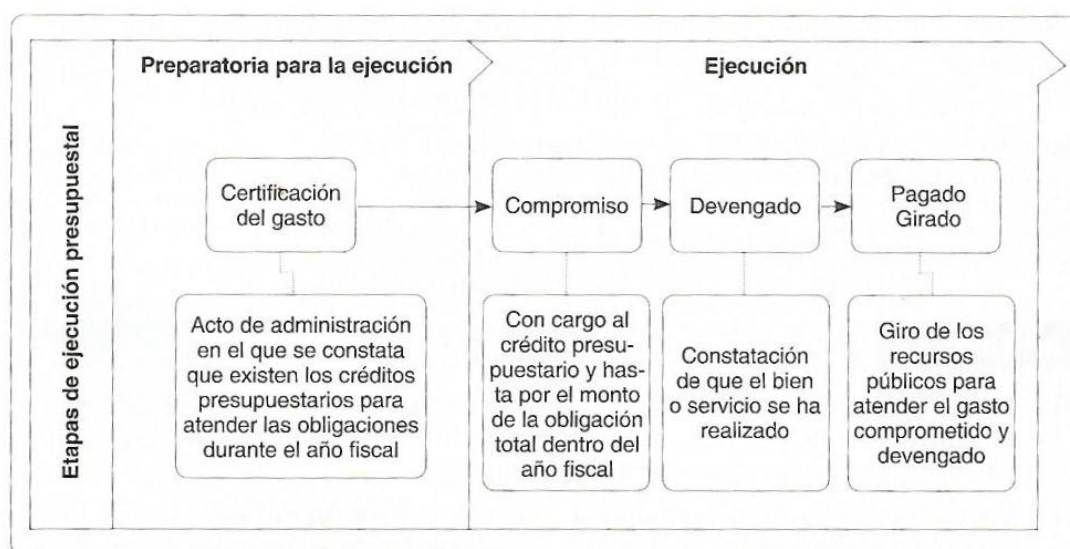 Etapas de ejecución presupuestal
Preparatoria para la ejecución
Ejecución
Certificación
del gasto
Compromiso
Devengado
Pagado
Girado
Acto de administración
en el que se constata
que existen los créditos
presupuestarios para
atender las obligaciones
durante el año fiscal
Con cargo al
crédito presu-
puestario y has-
ta por el monto
de la obligación
total dentro del
año fiscal
Constatación
de que el bien
o servicio se ha
realizado
Giro de los
recursos
públicos para
atender el gasto
comprometido y
devengado